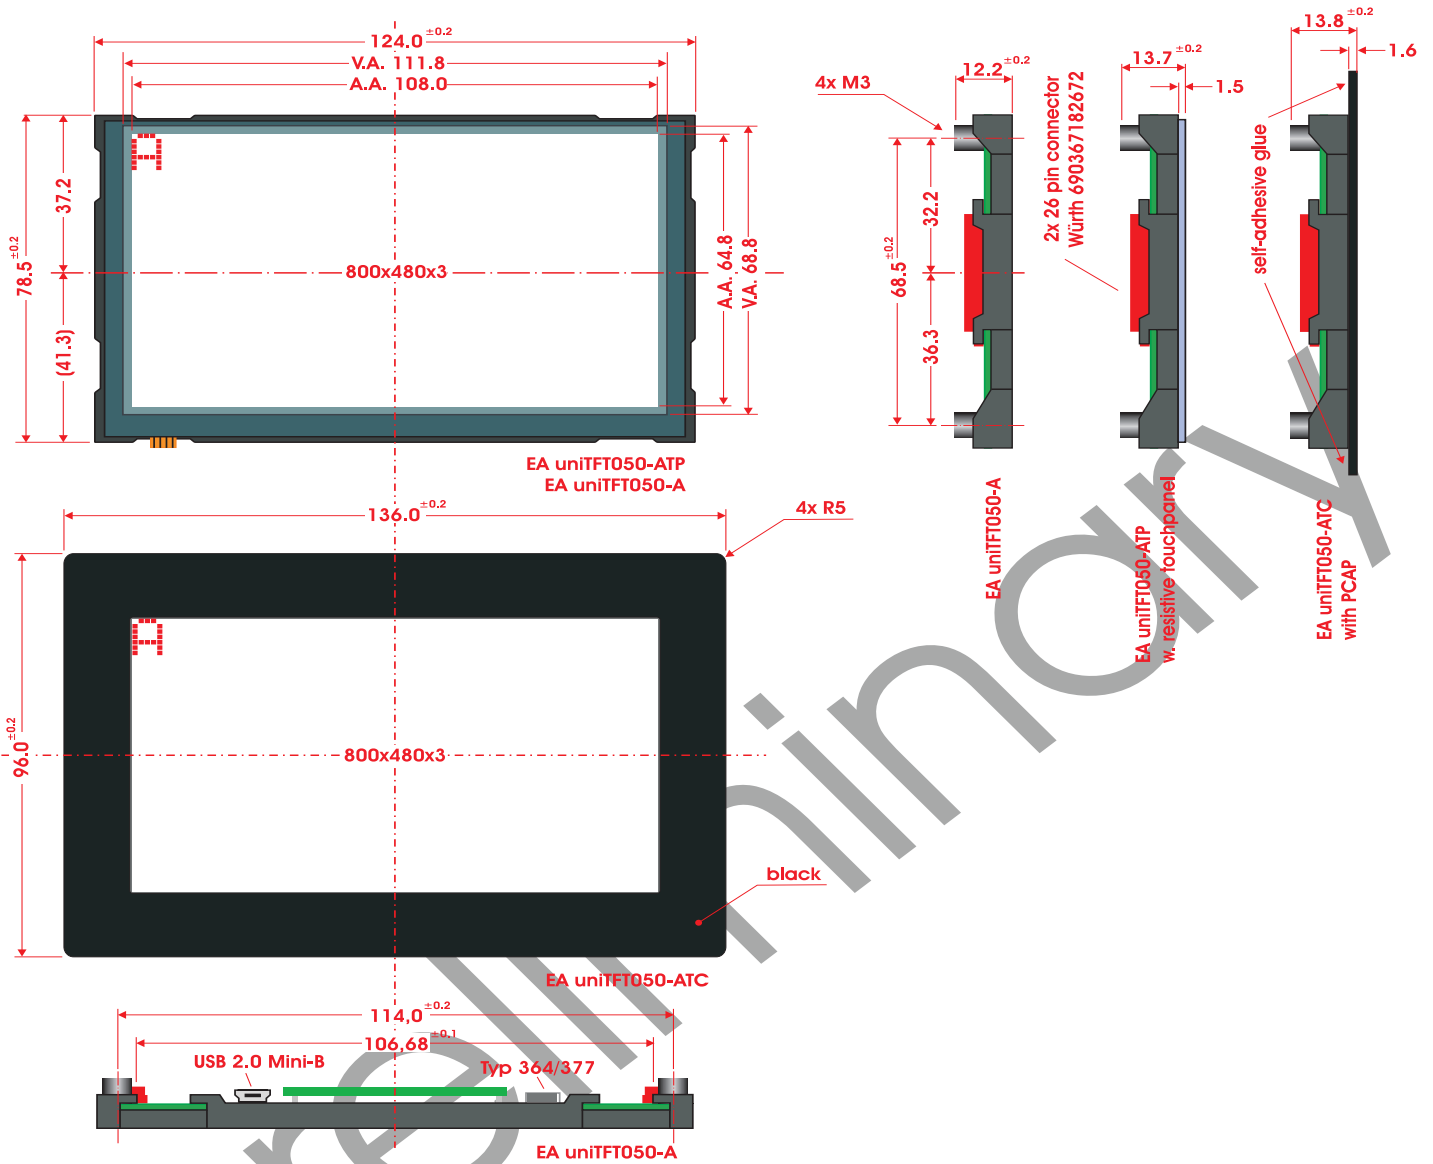 124.0 ±0.2
V.A. 111.8
A.A. 108.0
78.5 ±0.2
37.2
(41.3)
800x480x3
A.A. 64.8
V.A. 68.8
EA uniTFT050-ATP
EA uniTFT050-A
4x M3
12.2 ±0.2
68.5 ±0.2
32.2
36.3
EA uniTFT050-A
2x 26 pin connector
Würth 690367182672
13.7 ±0.2
1.5
EA uniTFT050-ATP
w. resistive touchpanel
13.8 ±0.2
1.6
self-adhesive glue
EA uniTFT050-ATC
with PCAP
136.0 ±0.2
4x R5
96.0 ±0.2
800x480x3
black
EA uniTFT050-ATC
114,0 ±0.2
106,68 ±0.1
USB 2.0 Mini-B
Typ 364/377
EA uniTFT050-A
reliminary